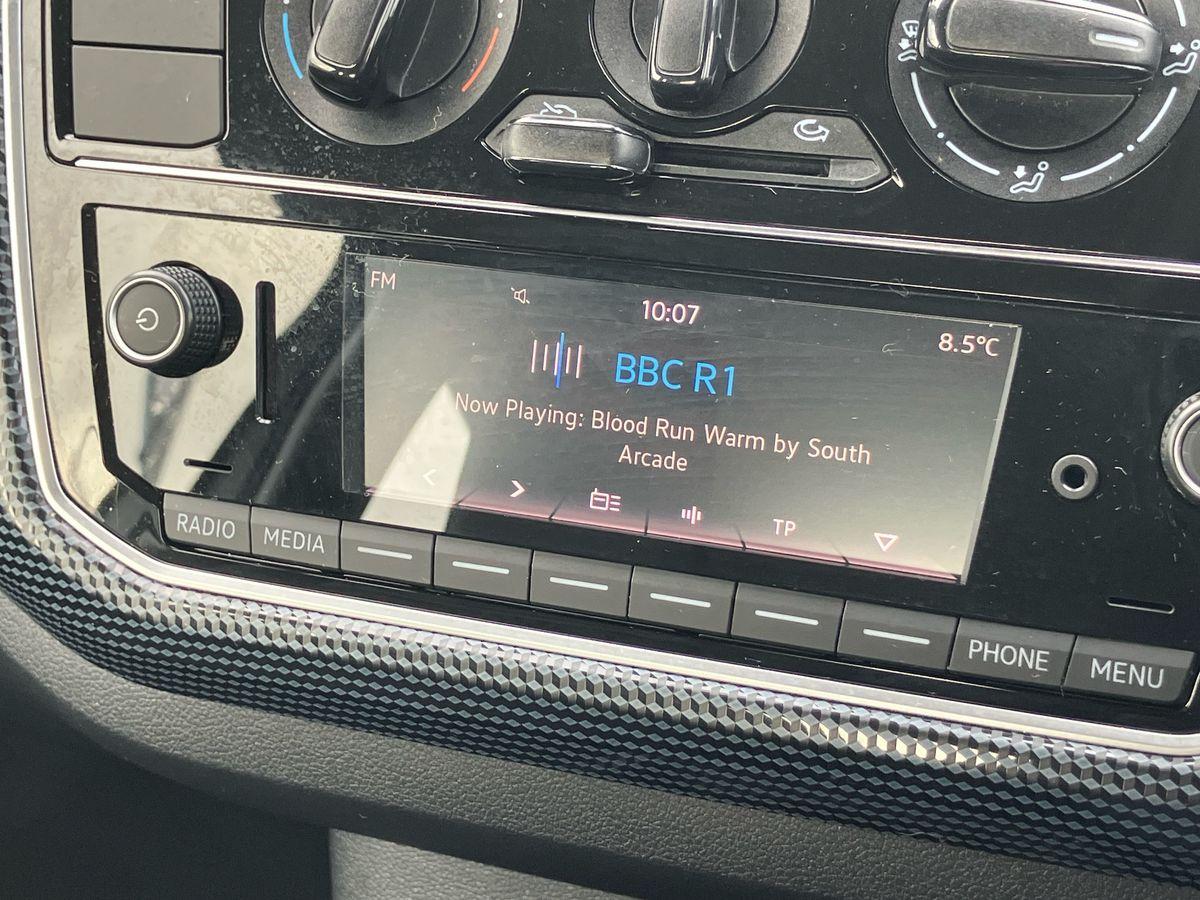 FM
10:07
8.5°C
BBC R1
Now Playing: Blood Run Warm by South
Arcade
TP
RADIO
MEDIA
PHONE
MENU